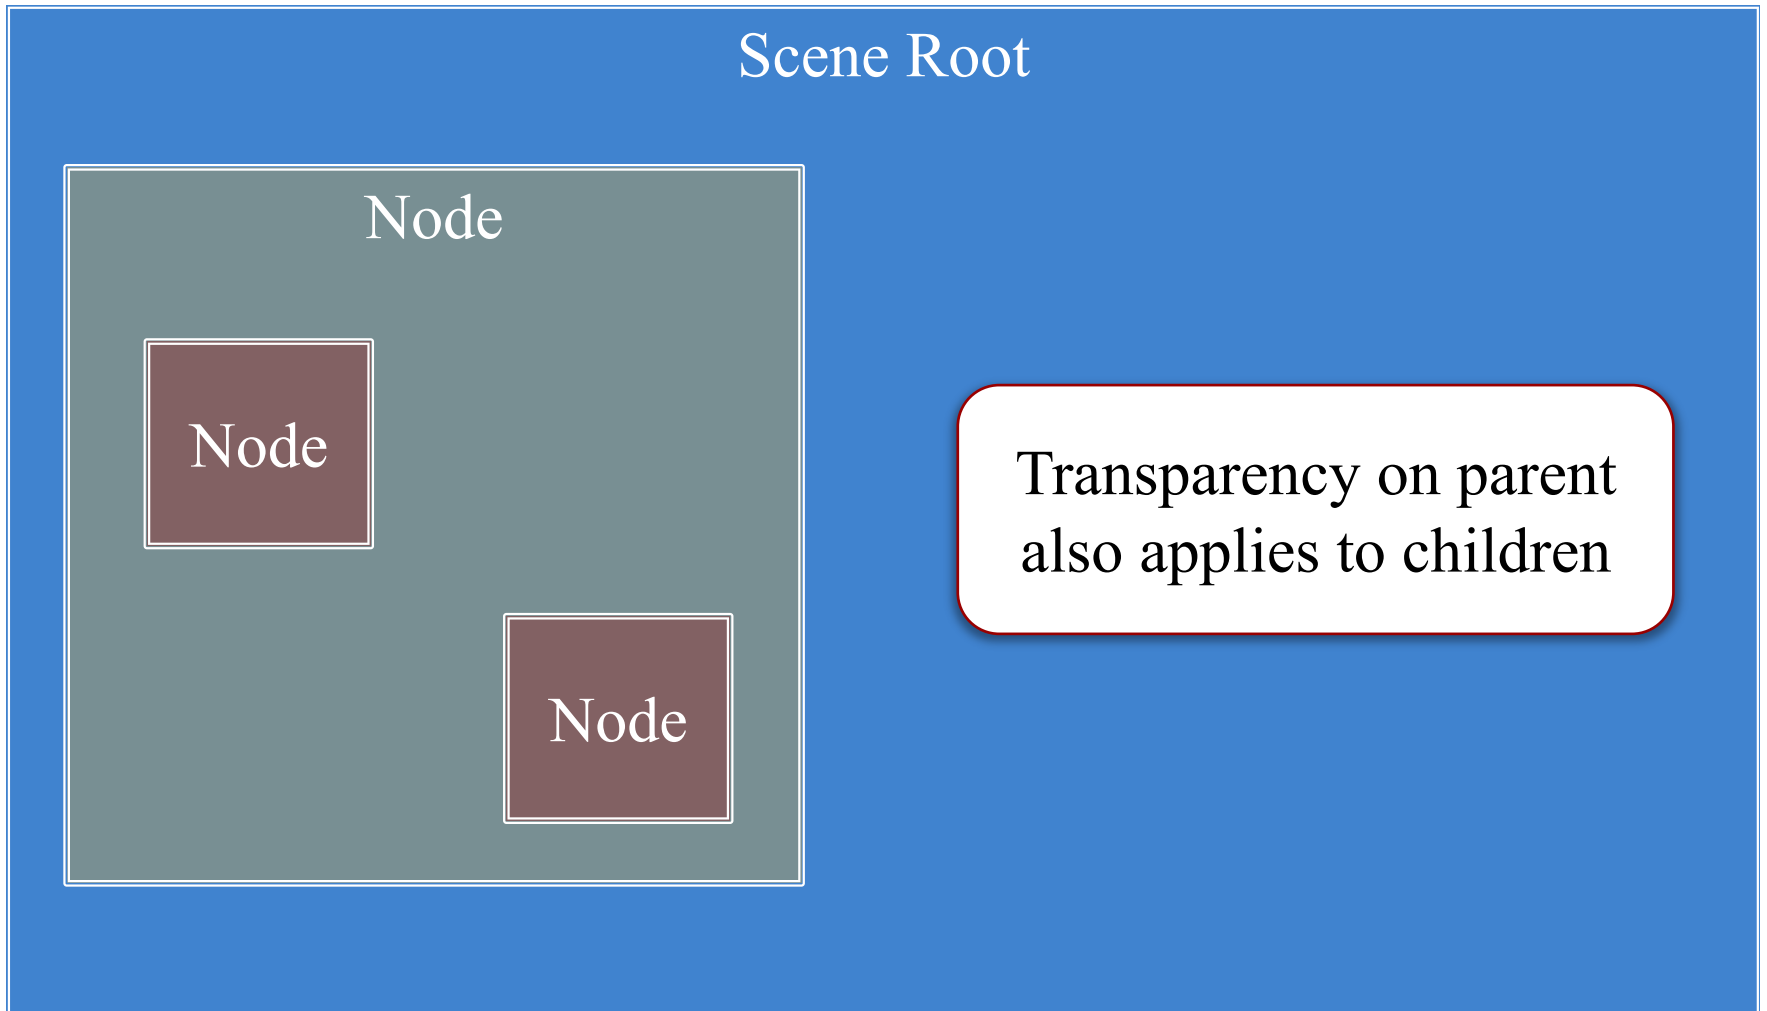 Scene Root
Node
Node
Node
Transparency on parent
also applies to children